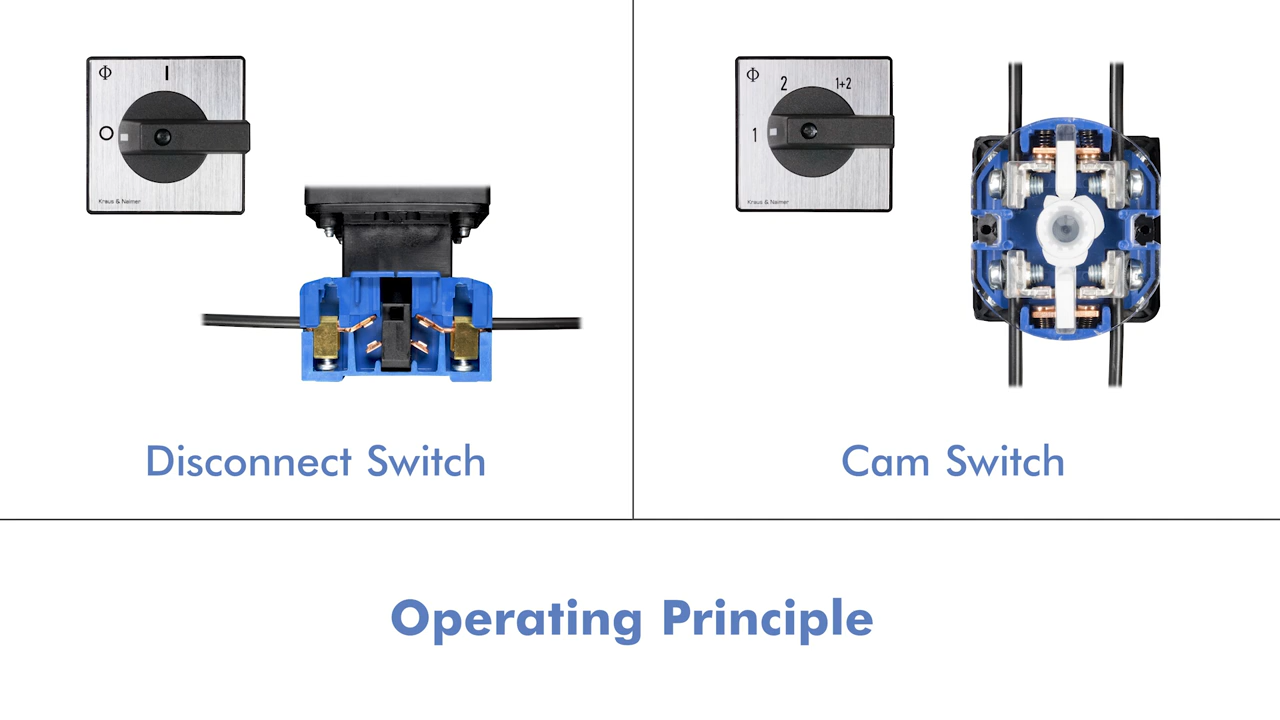 Φ I
O
Kraus & Naimer
Φ 2 1+2
1
Kraus & Naimer
Disconnect Switch
Cam Switch
Operating Principle